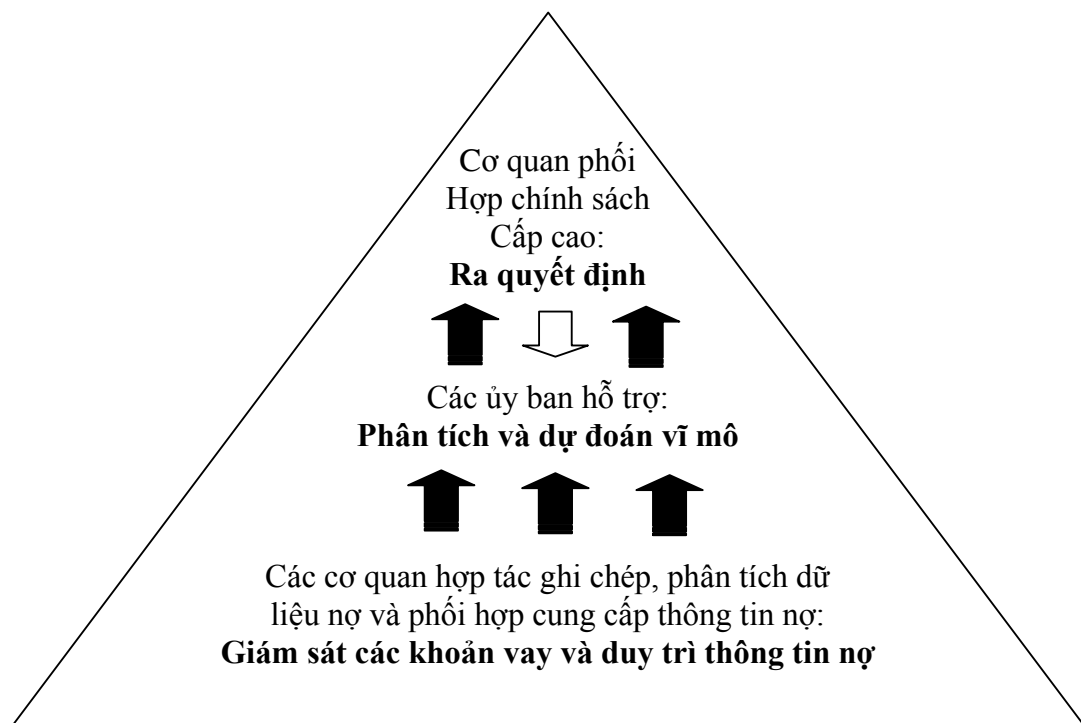 Cơ quan phối
Hợp chính sách
Cấp cao:
Ra quyết định
Các ủy ban hỗ trợ:
Phân tích và dự đoán vĩ mô
Các cơ quan hợp tác ghi chép, phân tích dữ
liệu nợ và phối hợp cung cấp thông tin nợ:
Giám sát các khoản vay và duy trì thông tin nợ